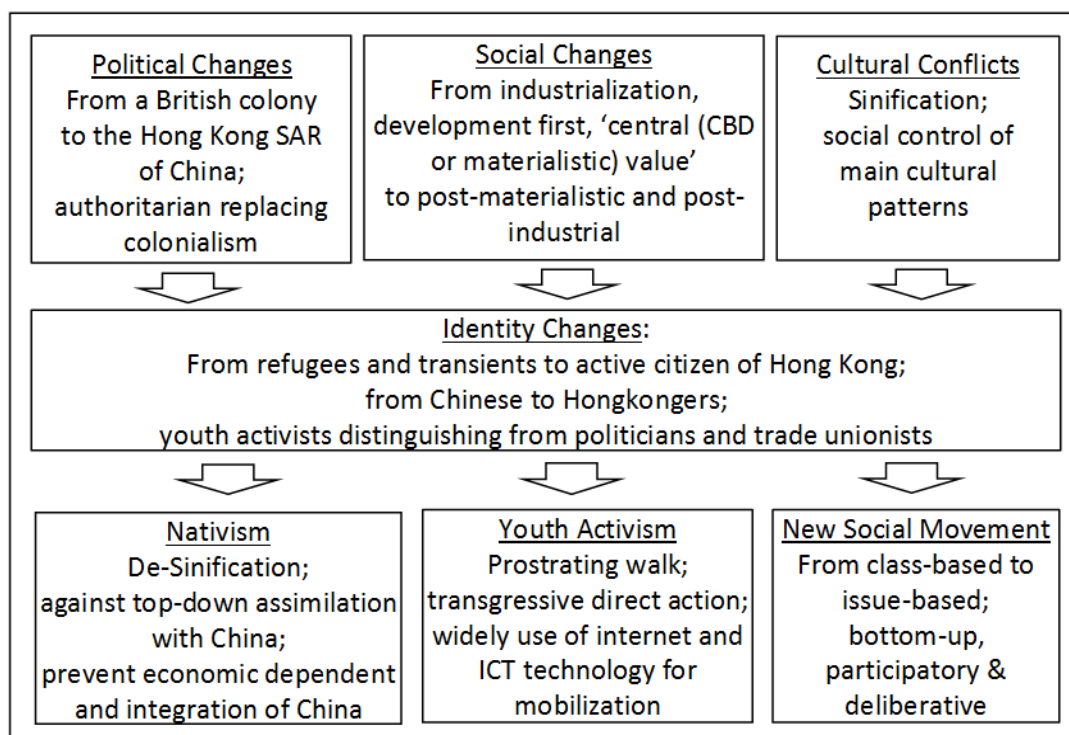 Political Changes
From a British colony
to the Hong Kong SAR
of China;
authoritarian replacing
colonialism
Social Changes
From industrialization,
development first, ‘central (CBD
or materialistic) value’
to post-materialistic and post-
industrial
Cultural Conflicts
Sinification;
social control of
main cultural
patterns
Identity Changes:
From refugees and transients to active citizen of Hong Kong;
from Chinese to Hongkongers;
youth activists distinguishing from politicians and trade unionists
Nativism
De-Sinification;
against top-down assimilation
with China;
prevent economic dependent
and integration of China
Youth Activism
Prostrating walk;
transgressive direct action;
widely use of internet and
ICT technology for
mobilization
New Social Movement
From class-based to
issue-based;
bottom-up,
participatory &
deliberative